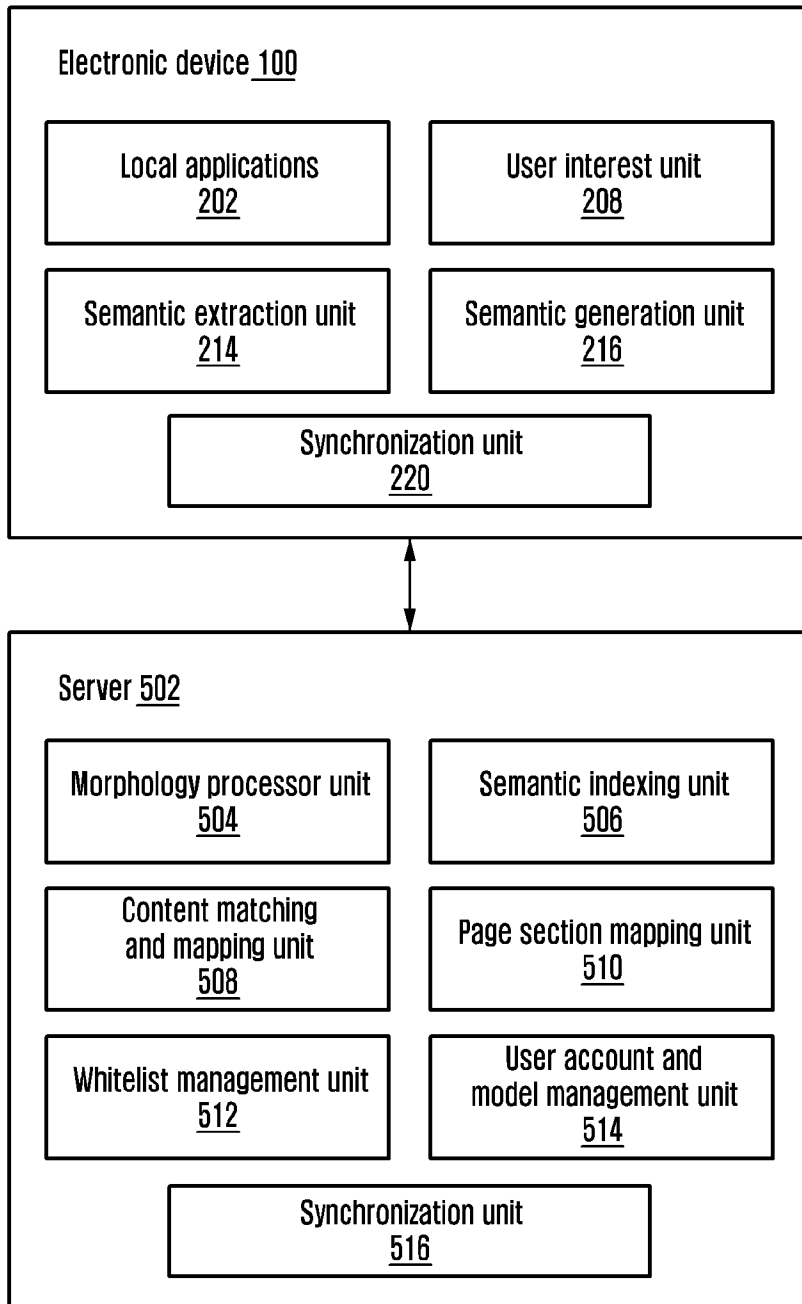 Electronic device 100
Local applications
202
User interest unit
208
Semantic extraction unit
214
Semantic generation unit
216
Synchronization unit
220
Server 502
Morphology processor unit
504
Semantic indexing unit
506
Content matching
and mapping unit
508
Page section mapping unit
510
Whitelist management unit
512
User account and
model management unit
514
Synchronization unit
516